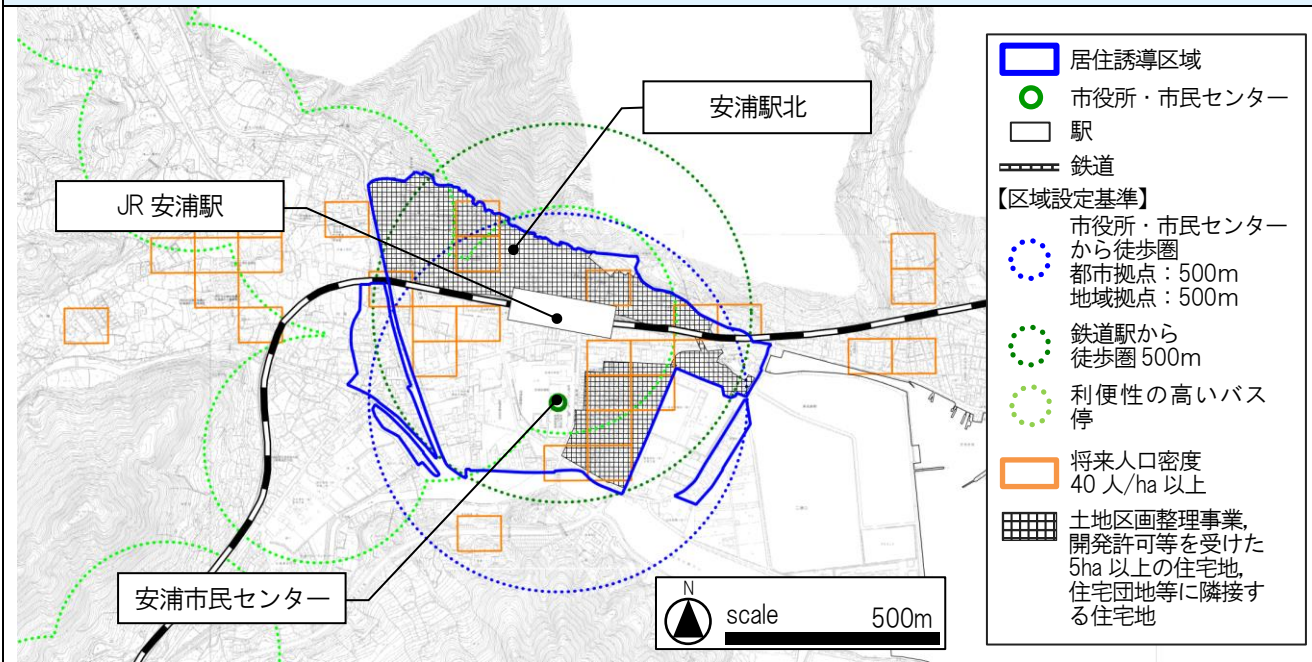 安浦駅北
JR 安浦駅
安浦市民センター
N
scale 500m
居住誘導区域
市役所・市民センター
駅
鉄道
【区域設定基準】
市役所・市民センター
から徒歩圏
都市拠点：500m
地域拠点：500m
鉄道駅から
徒歩圏 500m
利便性の高いバス
停
将来人口密度
40 人/ha 以上
土地区画整理事業，
開発許可等を受けた
5ha 以上の住宅地，
住宅団地等に隣接す
る住宅地